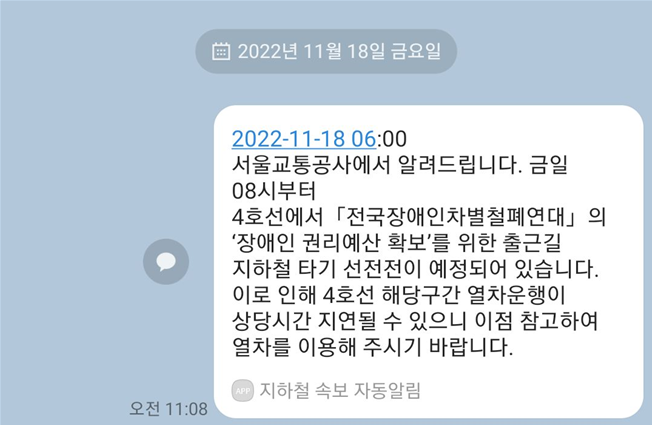 2022년 11월 18일 금요일
2022-11-18 06:00
서울교통공사에서 알려드립니다. 금일
08시부터
4호선에서「전국장애인차별철폐연대」의
‘장애인 권리예산 확보’를 위한 출근길
지하철 타기 선전전이 예정되어 있습니다.
이로 인해 4호선 해당구간 열차운행이
상당시간 지연될 수 있으니 이점 참고하여
열차를 이용해 주시기 바랍니다.
APP 지하철 속보 자동알림
오전 11:08